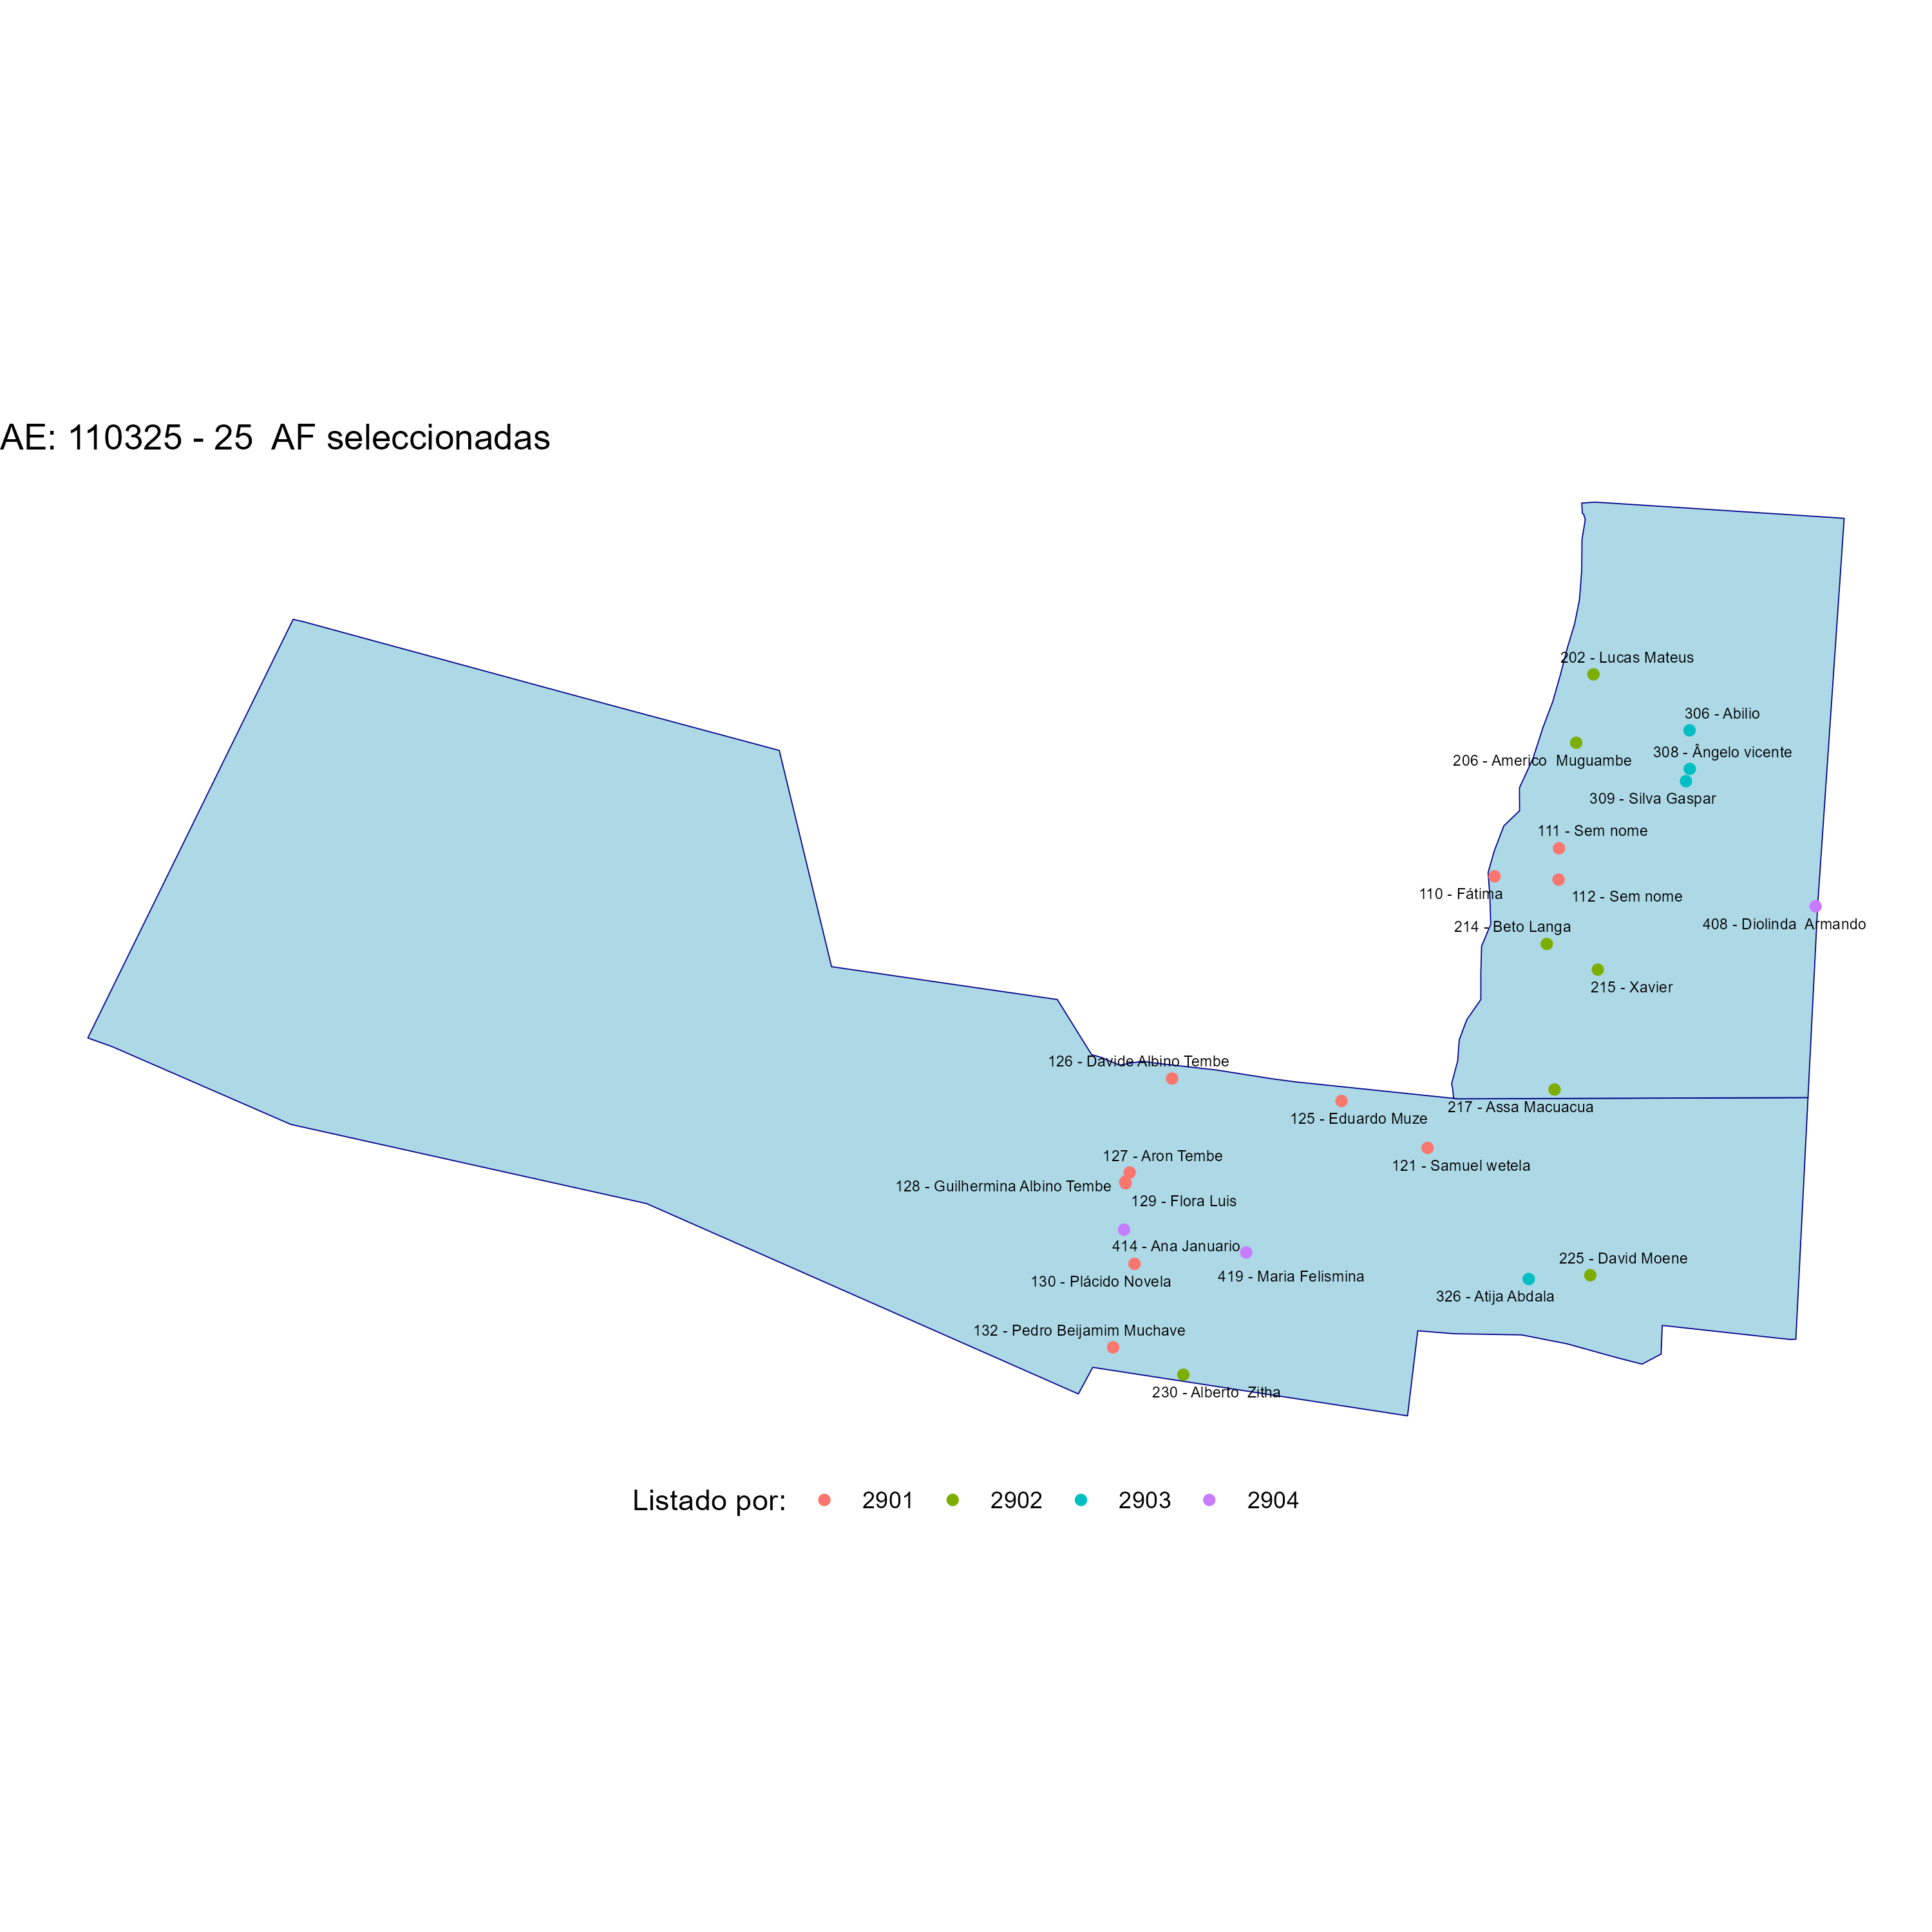 AE: 110325 - 25  AF seleccionadas
202 - Lucas Mateus
306 - Abilio
308 - Ângelo vicente
206 - Americo  Muguambe
309 - Silva Gaspar
111 - Sem nome
110 - Fátima
112 - Sem nome
408 - Diolinda  Armando
214 - Beto Langa
215 - Xavier
126 - Davide Albino Tembe
217 - Assa Macuacua
125 - Eduardo Muze
127 - Aron Tembe
121 - Samuel wetela
128 - Guilhermina Albino Tembe
129 - Flora Luis
414 - Ana Januario
225 - David Moene
130 - Plácido Novela
419 - Maria Felismina
326 - Atija Abdala
132 - Pedro Beijamim Muchave
230 - Alberto  Zitha
Listado por: 2901 2902 2903 2904